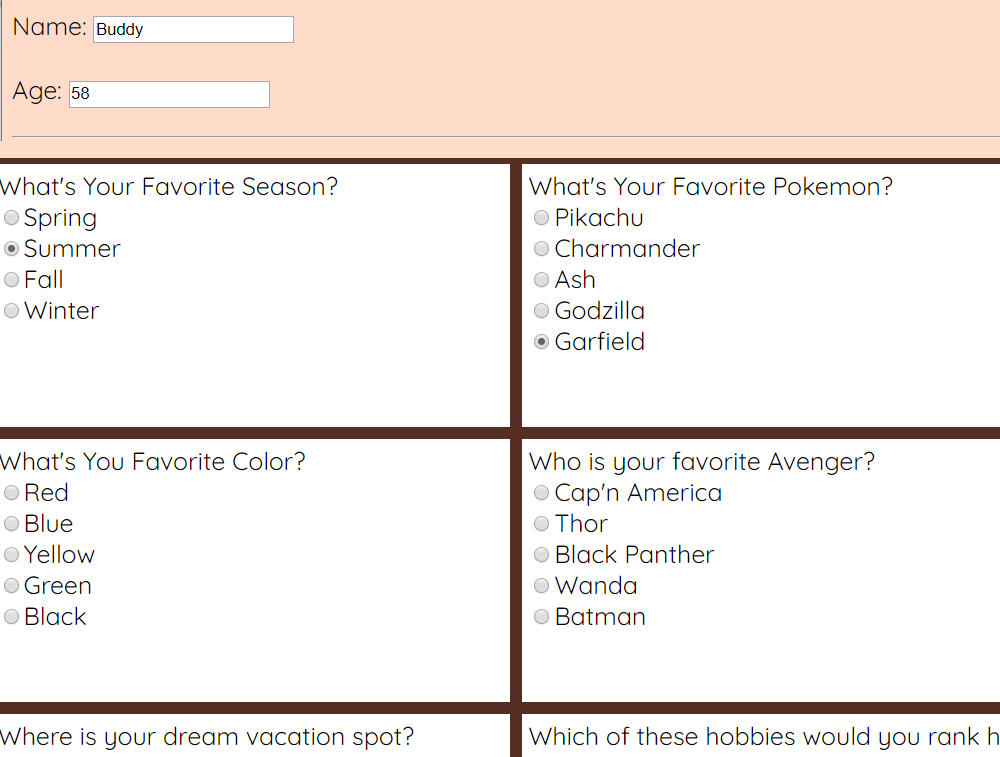 Name: Buddy
Age: 58
What's Your Favorite Season?
Spring
Summer
Fall
Winter
What's Your Favorite Pokemon?
Pikachu
Charmander
Ash
Godzilla
Garfield
What's You Favorite Color?
Red
Blue
Yellow
Green
Black
Who is your favorite Avenger?
Cap'n America
Thor
Black Panther
Wanda
Batman
Where is your dream vacation spot?
Which of these hobbies would you rank